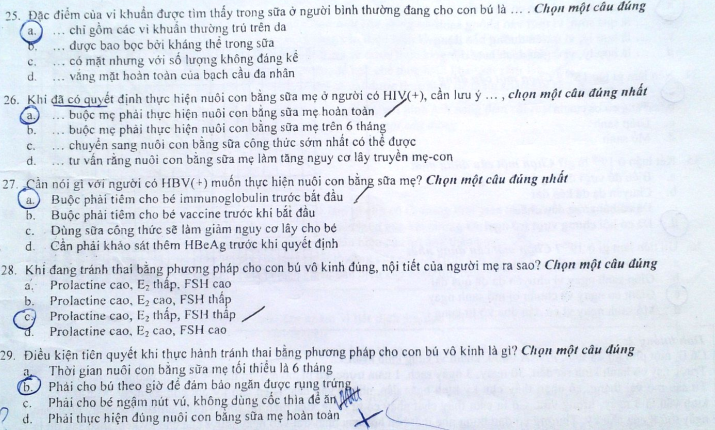 25. Đặc điểm của vi khuẩn được tìm thấy trong sữa ở người bình thường đang cho con bú là ... . Chọn một câu đúng
a. ... chỉ gồm các vi khuẩn thường trú trên da
b. ... được bao bọc bởi kháng thể trong sữa
c. ... có mặt nhưng với số lượng không đáng kể
d. ... vắng mặt hoàn toàn của bạch cầu đa nhân
26. Khi đã có quyết định thực hiện nuôi con bằng sữa mẹ ở người có HIV(+), cần lưu ý ... , chọn một câu đúng nhất
a. ... buộc mẹ phải thực hiện nuôi con bằng sữa mẹ hoàn toàn
b. ... buộc mẹ phải thực hiện nuôi con bằng sữa mẹ trên 6 tháng
c. ... chuyển sang nuôi con bằng sữa công thức sớm nhất có thể được
d. ... tư vấn rằng nuôi con bằng sữa mẹ làm tăng nguy cơ lây truyền mẹ-con
27. Cần nói gì với người có HBV(+) muốn thực hiện nuôi con bằng sữa mẹ? Chọn một câu đúng nhất
a. Buộc phải tiêm cho bé immunoglobulin trước bắt đầu
b. Buộc phải tiêm cho bé vaccine trước khi bắt đầu
c. Dùng sữa công thức sẽ làm giảm nguy cơ lây cho bé
d. Cần phải khảo sát thêm HBeAg trước khi quyết định
28. Khi đang tránh thai bằng phương pháp cho con bú vô kinh đúng, nội tiết của người mẹ ra sao? Chọn một câu đúng
a. Prolactine cao, E₂ thấp, FSH cao
b. Prolactine cao, E₂ cao, FSH thấp
c. Prolactine cao, E₂ thấp, FSH thấp
d. Prolactine cao, E₂ cao, FSH cao
29. Điều kiện tiên quyết khi thực hành tránh thai bằng phương pháp cho con bú vô kinh là gì? Chọn một câu đúng
a. Thời gian nuôi con bằng sữa mẹ tối thiểu là 6 tháng
b. Phải cho bú theo giờ để đảm bảo ngăn được rụng trứng
c. Phải cho bé ngậm nút vú, không dùng cốc thìa để ăn
d. Phải thực hiện đúng nuôi con bằng sữa mẹ hoàn toàn